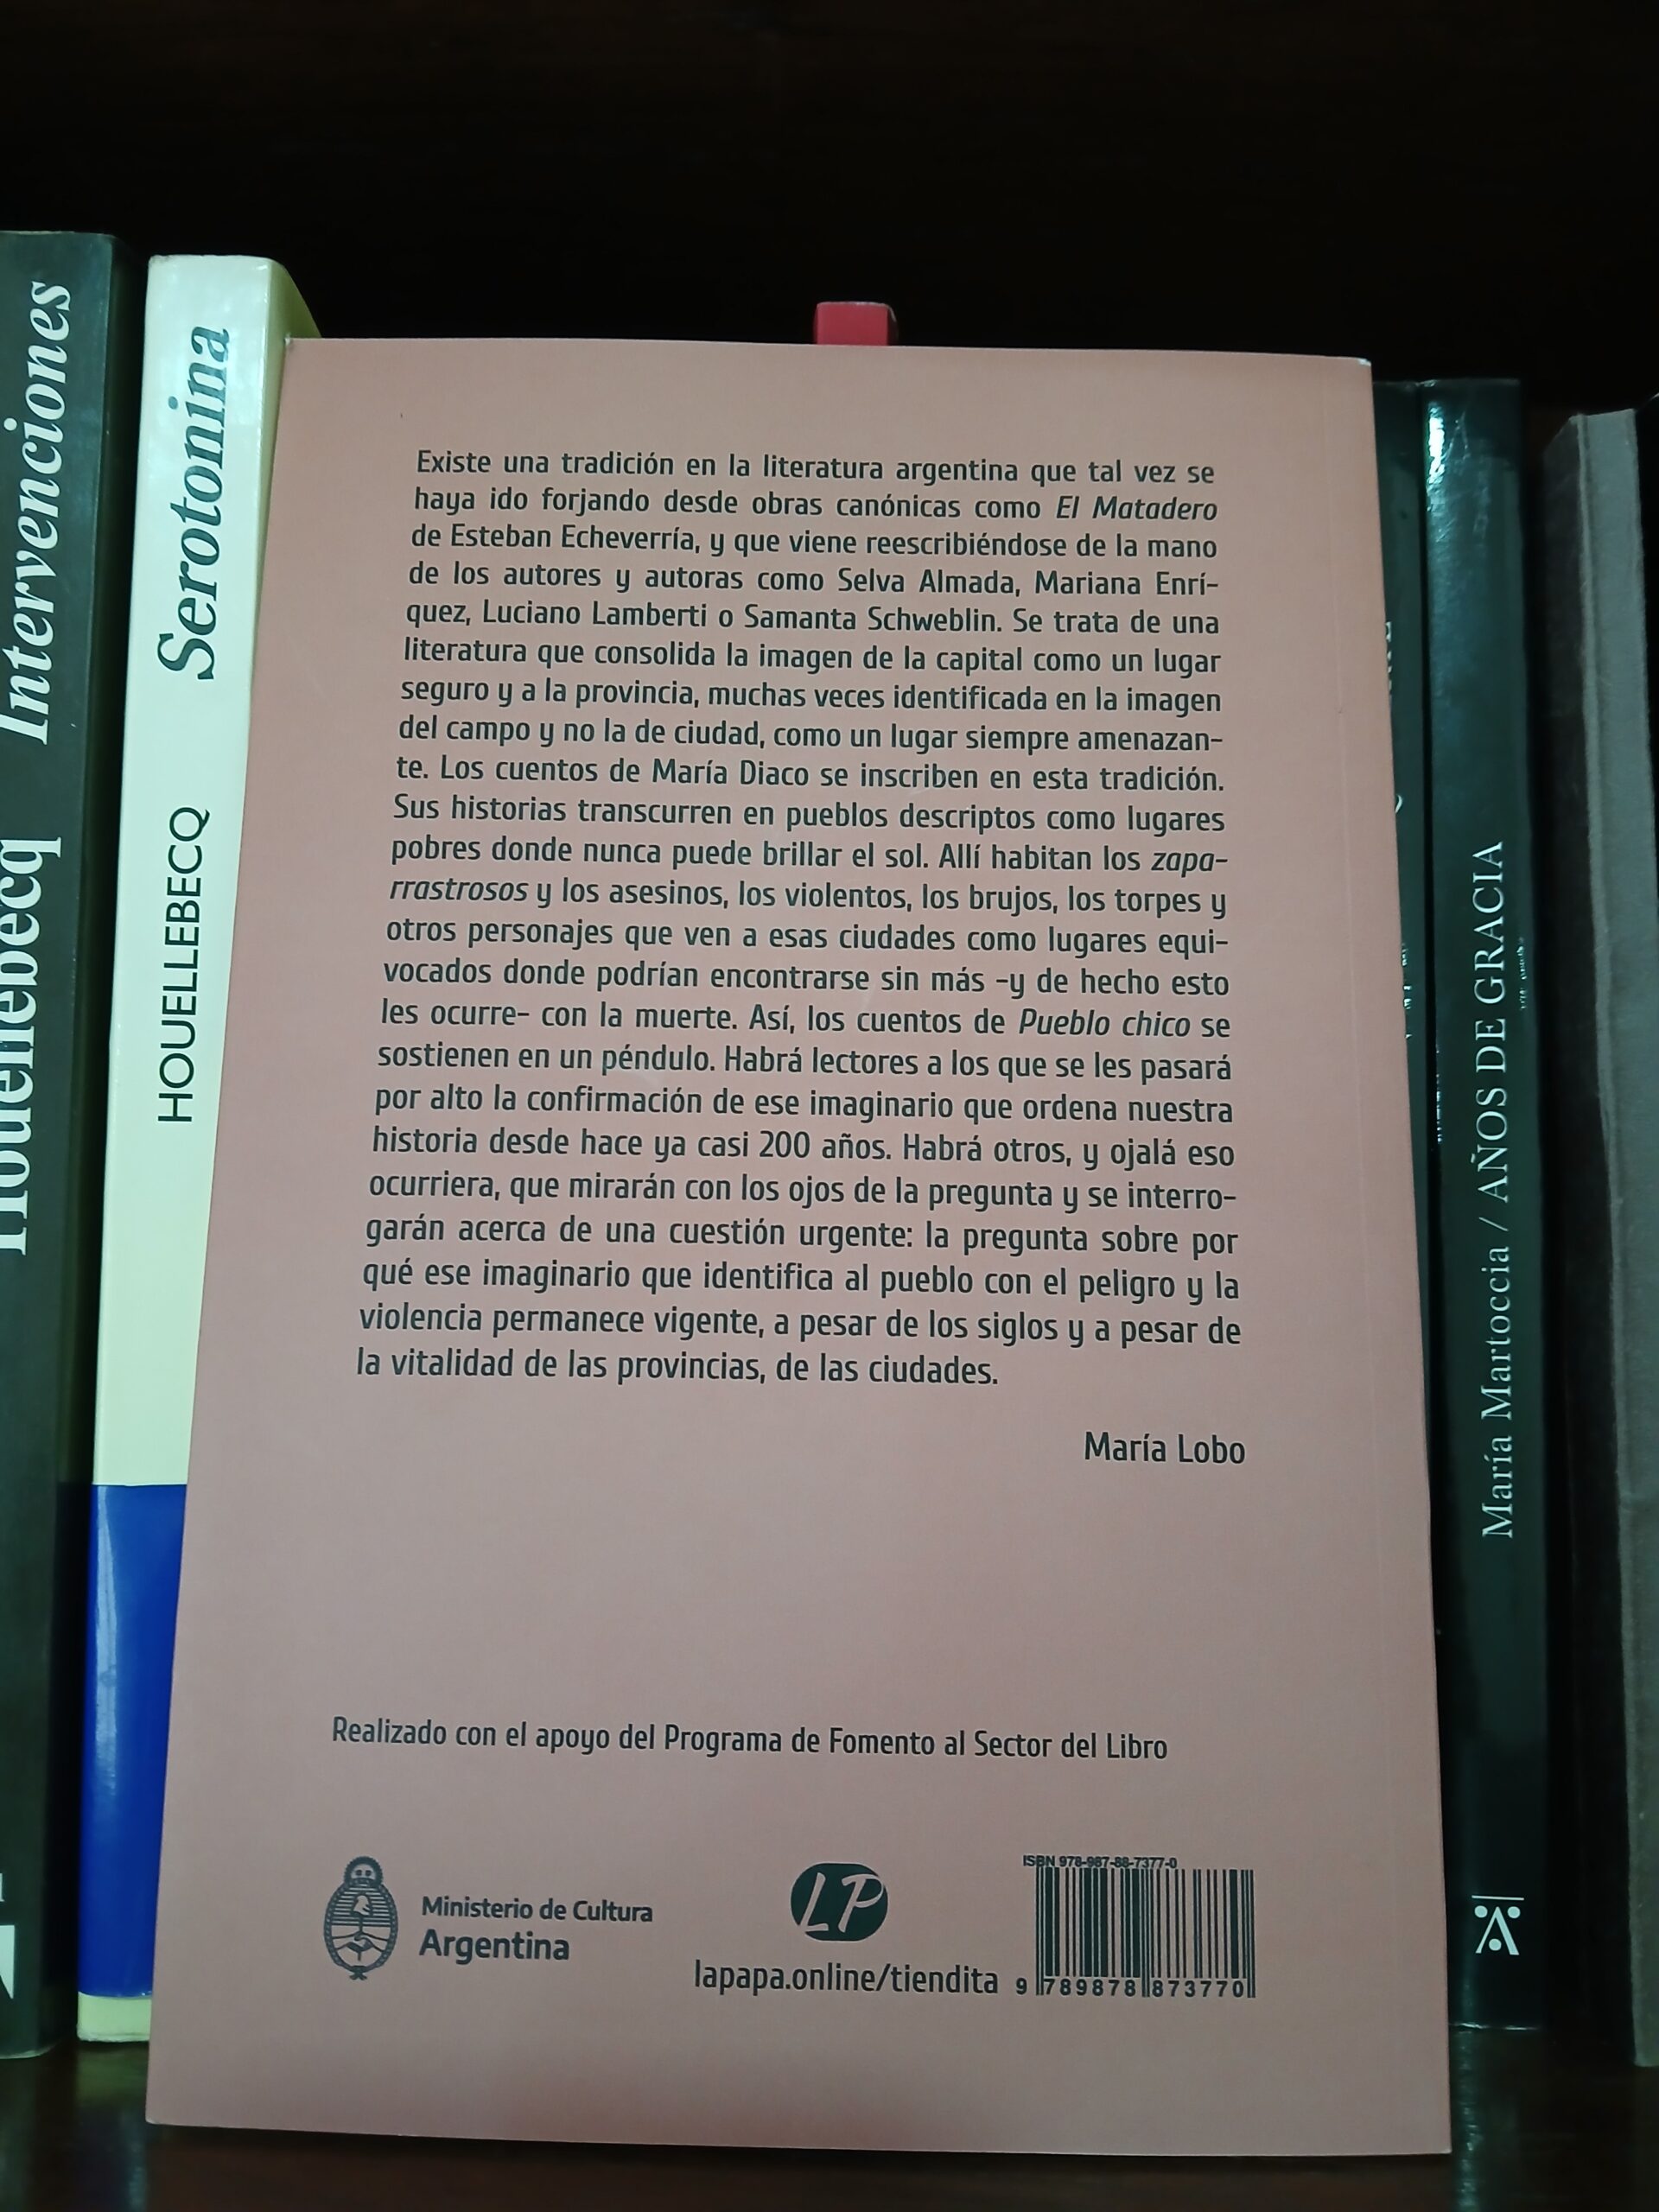 Houellebecq Intervenciones
HOUELLEBECQ Serotonina
Existe una tradición en la literatura argentina que tal vez se
haya ido forjando desde obras canónicas como El Matadero
de Esteban Echeverría, y que viene reescribiéndose de la mano
de los autores y autoras como Selva Almada, Mariana Enrí-
quez, Luciano Lamberti o Samanta Schweblin. Se trata de una
literatura que consolida la imagen de la capital como un lugar
seguro y a la provincia, muchas veces identificada en la imagen
del campo y no la de ciudad, como un lugar siempre amenazan-
te. Los cuentos de María Diaco se inscriben en esta tradición.
Sus historias transcurren en pueblos descriptos como lugares
pobres donde nunca puede brillar el sol. Allí habitan los zapa-
rrastrosos y los asesinos, los violentos, los brujos, los torpes y
otros personajes que ven a esas ciudades como lugares equi-
vocados donde podrían encontrarse sin más -y de hecho esto
les ocurre- con la muerte. Así, los cuentos de Pueblo chico se
sostienen en un péndulo. Habrá lectores a los que se les pasará
por alto la confirmación de ese imaginario que ordena nuestra
historia desde hace ya casi 200 años. Habrá otros, y ojalá eso
ocurriera, que mirarán con los ojos de la pregunta y se interro-
garán acerca de una cuestión urgente: la pregunta sobre por
qué ese imaginario que identifica al pueblo con el peligro y la
violencia permanece vigente, a pesar de los siglos y a pesar de
la vitalidad de las provincias, de las ciudades.
María Lobo
Realizado con el apoyo del Programa de Fomento al Sector del Libro
Ministerio de Cultura
Argentina
LP
lapapa.online/tiendita
ISBN 978-987-88-7377-0
9 789878 873770
María Martoccia / AÑOS DE GRACIA